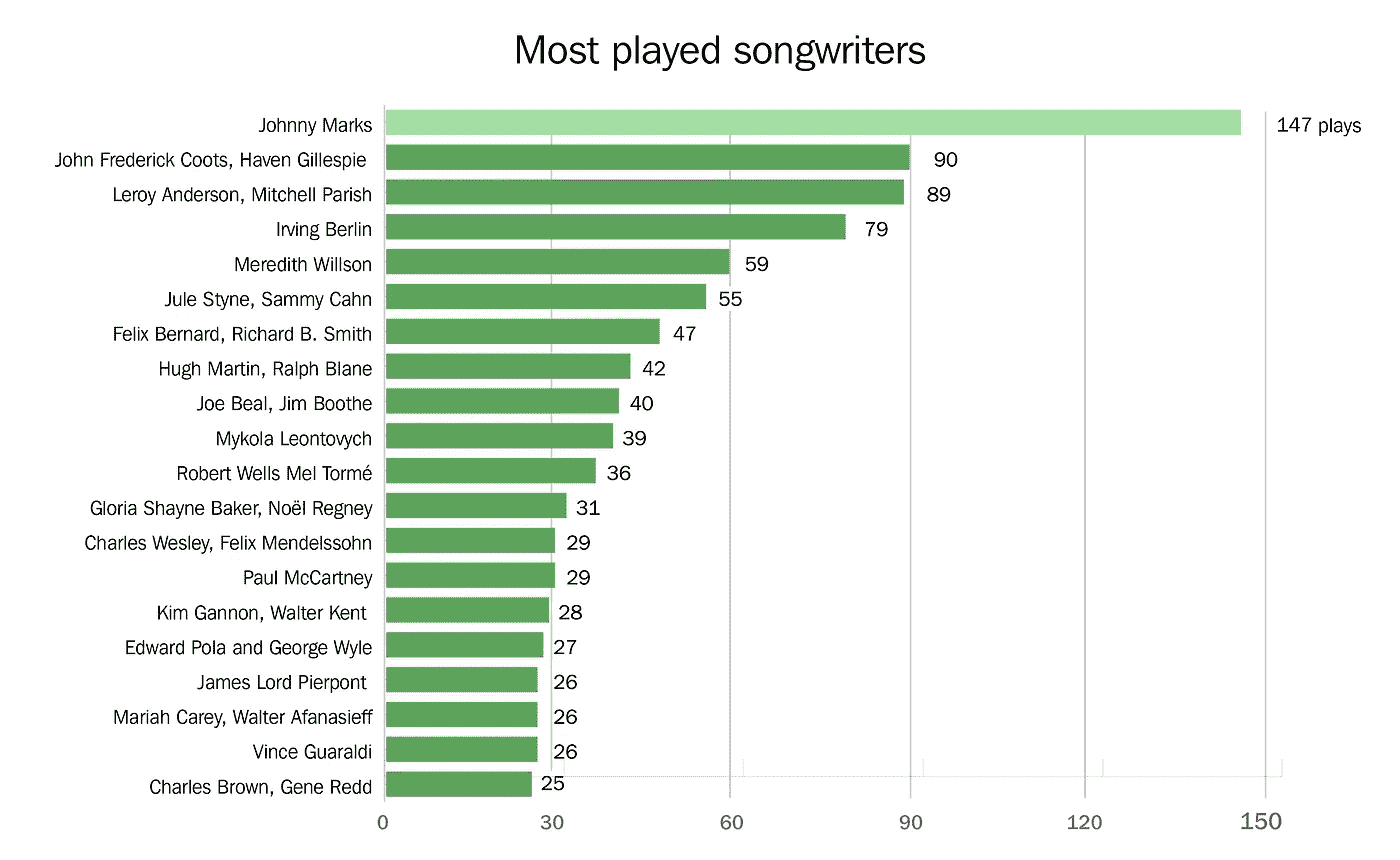 Most played songwriters
Johnny Marks 147 plays
John Frederick Coots, Haven Gillespie 90
Leroy Anderson, Mitchell Parish 89
Irving Berlin 79
Meredith Willson 59
Jule Styne, Sammy Cahn 55
Felix Bernard, Richard B. Smith 47
Hugh Martin, Ralph Blane 42
Joe Beal, Jim Boothe 40
Mykola Leontovych 39
Robert Wells Mel Tormé 36
Gloria Shayne Baker, Noël Regney 31
Charles Wesley, Felix Mendelssohn 29
Paul McCartney 29
Kim Gannon, Walter Kent 28
Edward Pola and George Wyle 27
James Lord Pierpont 26
Mariah Carey, Walter Afanasieff 26
Vince Guaraldi 26
Charles Brown, Gene Redd 25
0 30 60 90 120 150